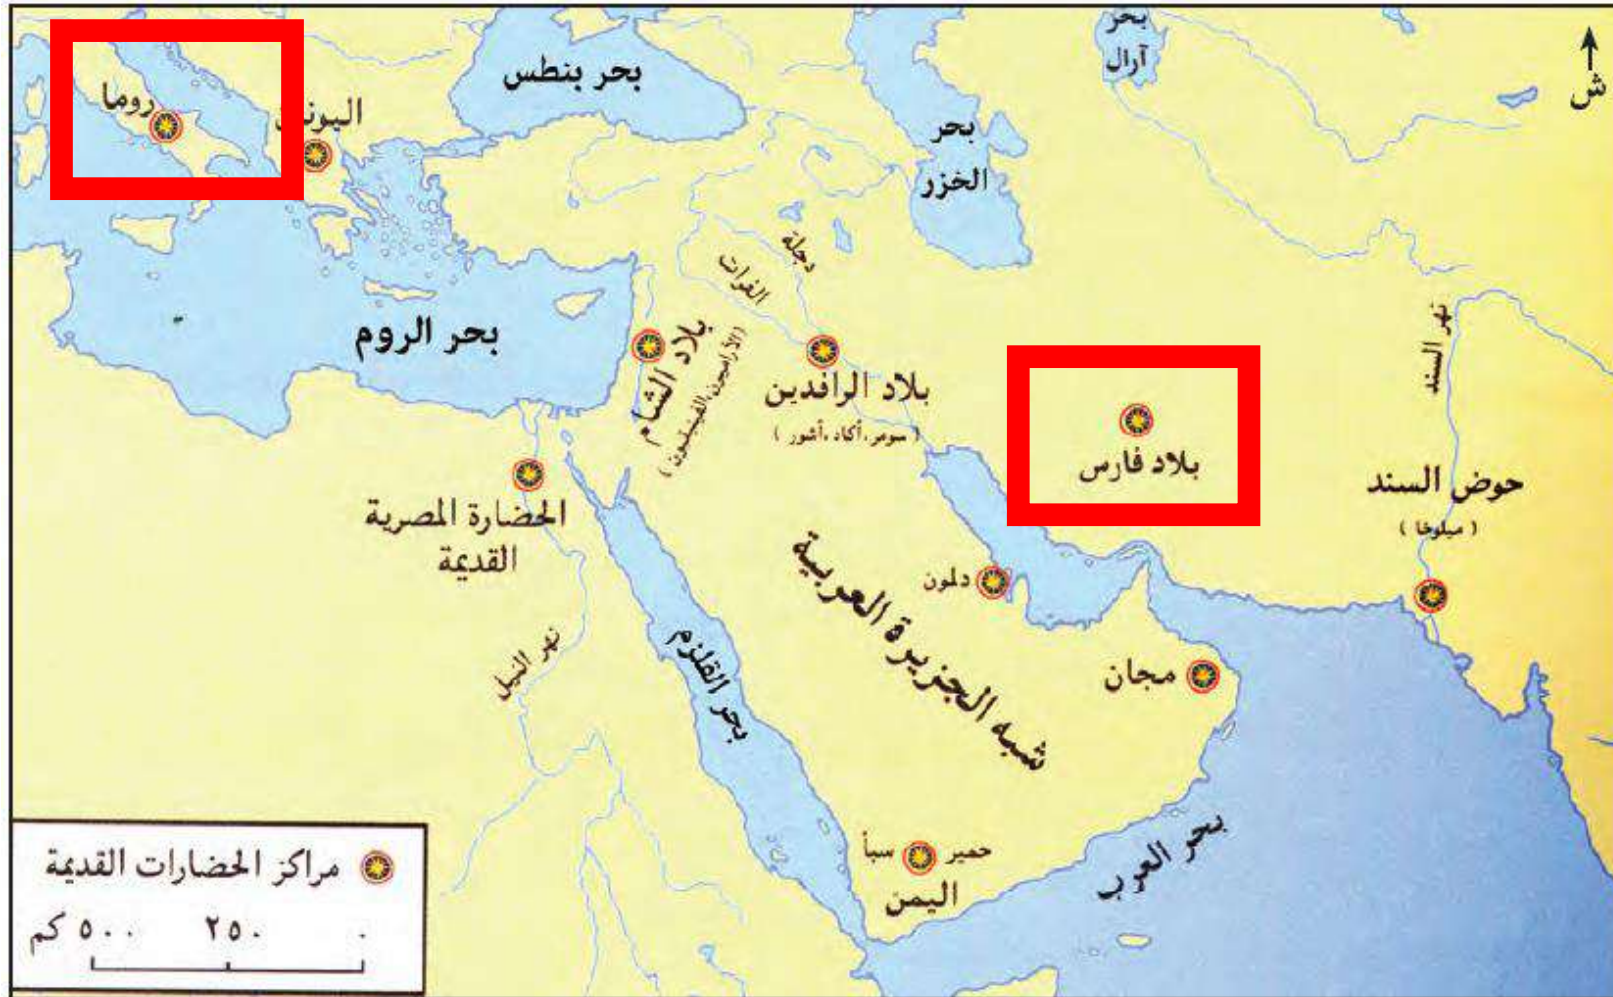 بحر
آرال
ش
روما
اليونـ
بحر بنطس
بحر
الخزر
دجلة
الفرات
نهر السند
بحر الروم
بلاد الشام
(الآراميون، الفينيقيون)
بلاد الرافدين
( سومر، أكاد، أشور )
بلاد فارس
حوض السند
( ميلوخا )
الحضارة المصرية
القديمة
دلمون
شبه الجزيرة العربية
مجان
نهر النيل
بحر القلزم
حمير سبأ
اليمن
بحر العرب
مراكز الحضارات القديمة
٥٠٠ كم ٢٥٠ ٠